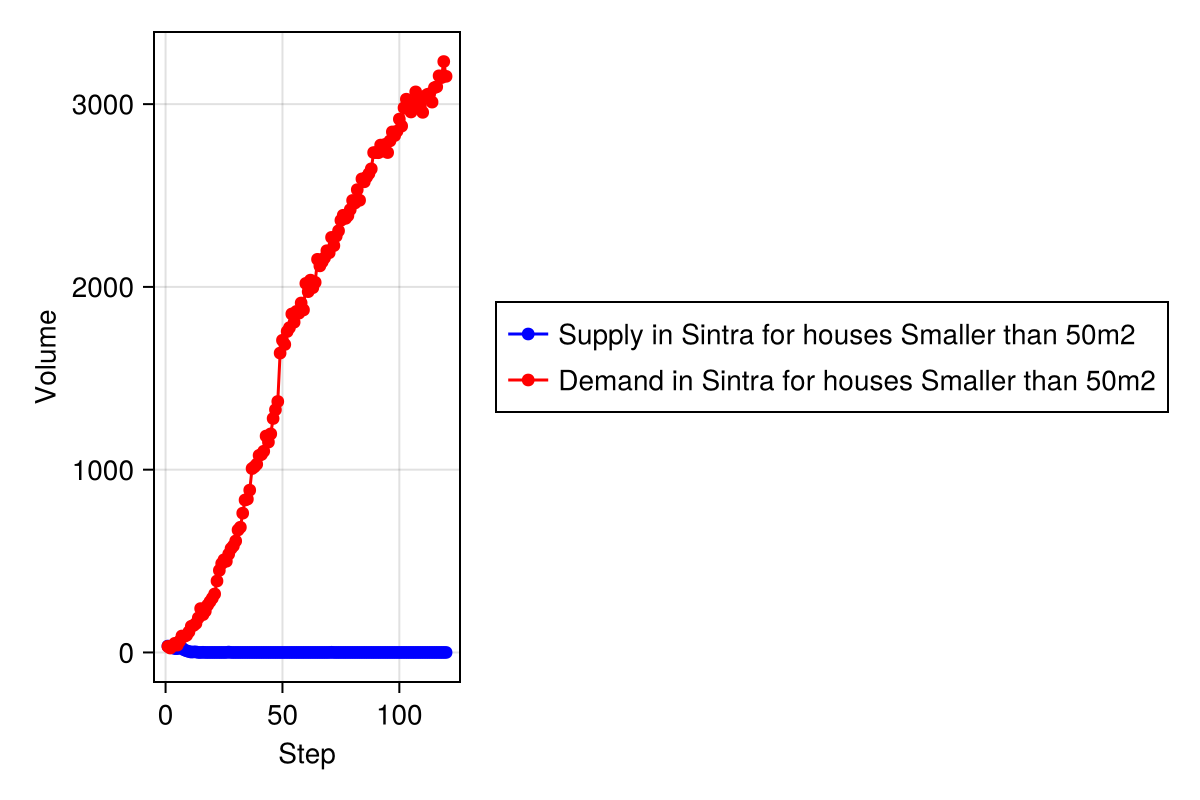 3000
2000
1000
0
Volume
0 50 100
Step
Supply in Sintra for houses Smaller than 50m2
Demand in Sintra for houses Smaller than 50m2